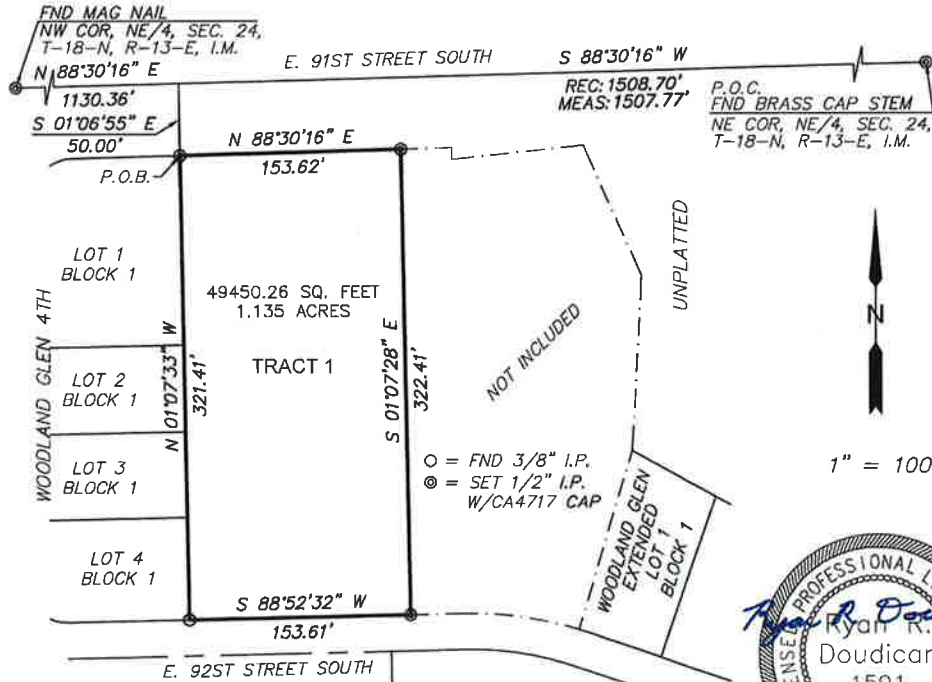 FND MAG NAIL
NW COR, NE/4, SEC. 24,
T-18-N, R-13-E, I.M.
N 88°30'16" E
1130.36'
S 01°06'55" E
50.00'
E. 91ST STREET SOUTH
S 88°30'16" W
REC: 1508.70'
MEAS: 1507.77'
P.O.C.
FND BRASS CAP STEM
NE COR, NE/4, SEC. 24,
T-18-N, R-13-E, I.M.
P.O.B.
N 88°30'16" E
153.62'
LOT 1
BLOCK 1
LOT 2
BLOCK 1
LOT 3
BLOCK 1
LOT 4
BLOCK 1
WOODLAND GLEN 4TH
N 01°07'33" W
321.41'
49450.26 SQ. FEET
1.135 ACRES
TRACT 1
S 01°07'28" E
322.41'
NOT INCLUDED
UNPLATTED
N
○ = FND 3/8" I.P.
◎ = SET 1/2" I.P.
W/CA4717 CAP
1" = 100
WOODLAND GLEN
EXTENDED
LOT 1
BLOCK 1
S 88°52'32" W
153.61'
E. 92ST STREET SOUTH
PROFESSIONAL L
Ryan R. Dou
Ryan R.
Doudican
1591